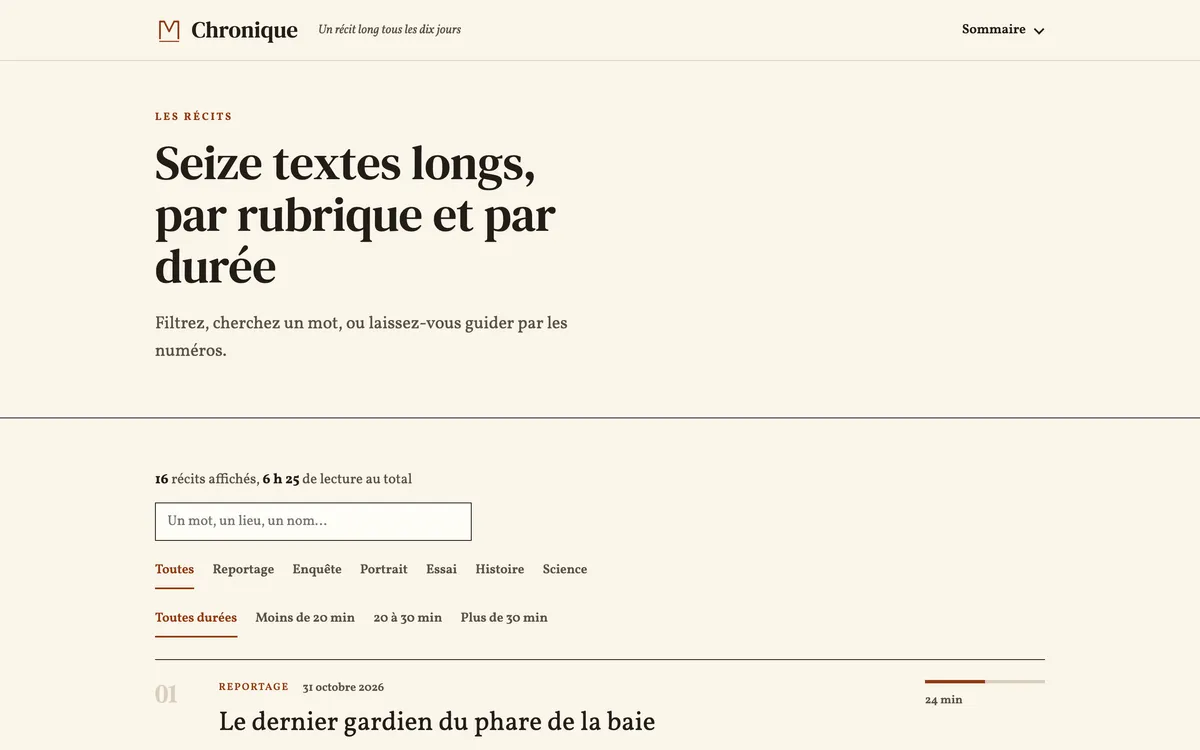 Chronique
Un récit long tous les dix jours
Sommaire
LES RÉCITS
Seize textes longs,
par rubrique et par
durée
Filtrez, cherchez un mot, ou laissez-vous guider par les
numéros.
16 récits affichés, 6 h 25 de lecture au total
Un mot, un lieu, un nom…
Toutes Reportage Enquête Portrait Essai Histoire Science
Toutes durées Moins de 20 min 20 à 30 min Plus de 30 min
01
REPORTAGE 31 octobre 2026
24 min
Le dernier gardien du phare de la baie